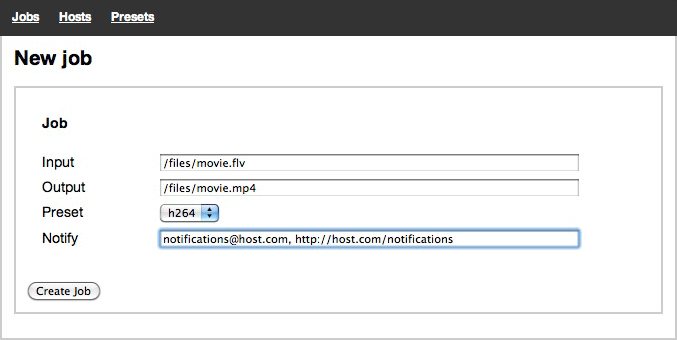 Jobs Hosts Presets
New job
Job
Input /files/movie.flv
Output /files/movie.mp4
Preset h264
Notify notifications@host.com, http://host.com/notifications
Create Job